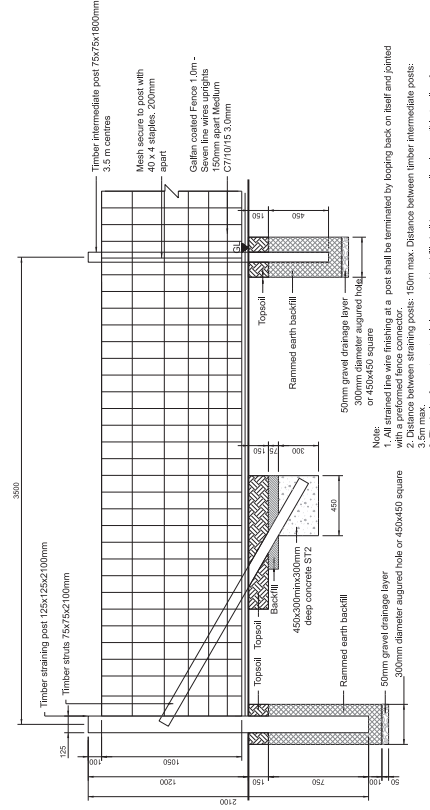 3500
Timber straining post 125x125x2100mm
Timber struts 75x75x2100mm
125
100
1050
1200
2100
150
750
50
100
Topsoil
Rammed earth backfill
50mm gravel drainage layer
300mm diameter augured hole or 450x450 square
Topsoil
Topsoil
Backfill
450x300minx300mm
deep concrete ST2
150
75
300
450
Timber intermediate post 75x75x1800mm
3.5 m centres
Mesh secure to post with
40 x 4 staples, 200mm
apart
Galfan coated Fence 1.0m -
Seven line wires uprights
150mm apart Medium
C7/10/15 3.0mm
GL
150
450
Topsoil
Rammed earth backfill
50mm gravel drainage layer
300mm diameter augured hole
or 450x450 square
Note:
1. All strained line wire finishing at a post shall be terminated by looping back on itself and jointed
with a preformed fence connector.
2. Distance between straining posts: 150m max. Distance between timber intermediate posts:
3.5m max.